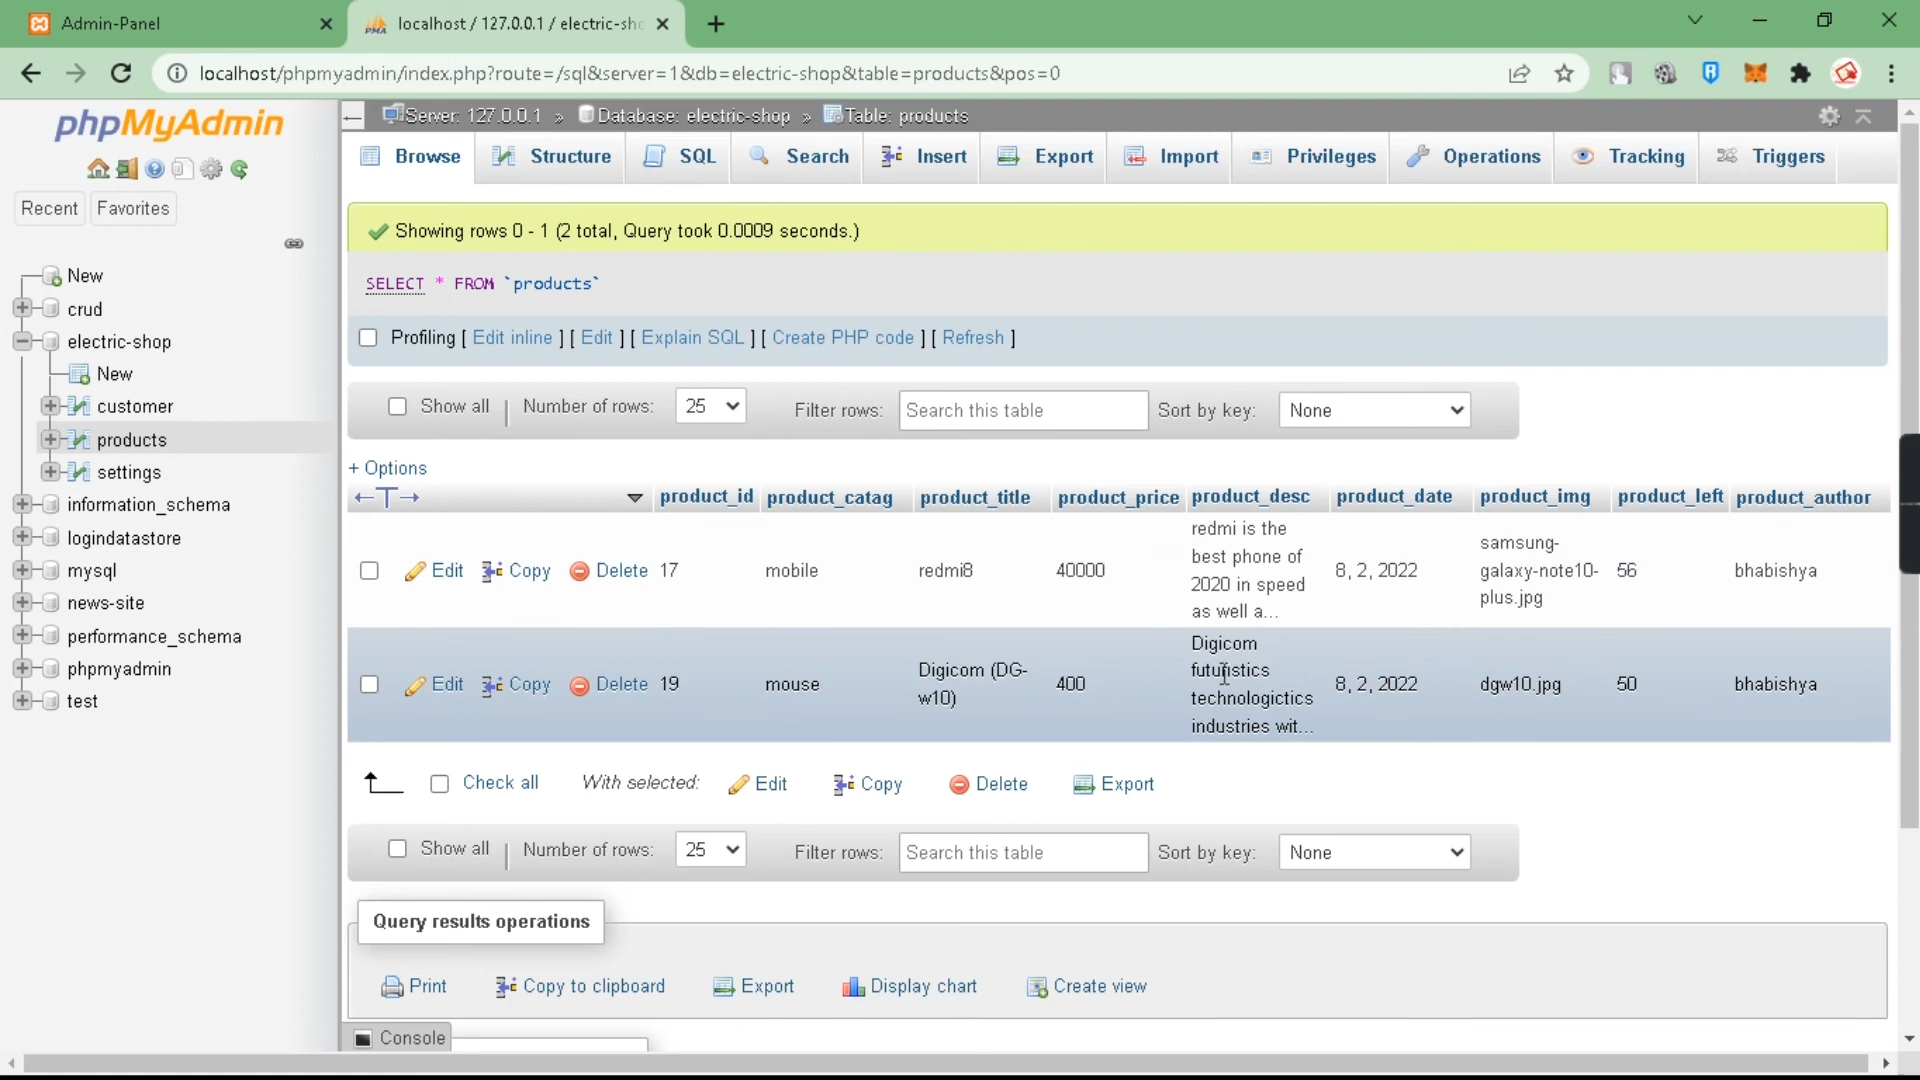 Admin-Panel
localhost / 127.0.0.1 / electric-sho
localhost/phpmyadmin/index.php?route=/sql&server=1&db=electric-shop&table=products&pos=0
phpMyAdmin
Recent
Favorites
New
crud
electric-shop
New
customer
products
settings
information_schema
logindatastore
mysql
news-site
performance_schema
phpmyadmin
test
Server: 127.0.0.1 » Database: electric-shop » Table: products
Browse Structure SQL Search Insert Export Import Privileges Operations Tracking Triggers
Showing rows 0 - 1 (2 total, Query took 0.0009 seconds.)
SELECT * FROM `products`
Profiling [ Edit inline ] [ Edit ] [ Explain SQL ] [ Create PHP code ] [ Refresh ]
Show all | Number of rows: 25 Filter rows: Search this table Sort by key: None
+ Options
product_id product_catag product_title product_price product_desc product_date product_img product_left product_author
Edit Copy Delete 17 mobile redmi8 40000
redmi is the
best phone of
2020 in speed
as well a...
8, 2, 2022
samsung-
galaxy-note10-
plus.jpg
56 bhabishya
Edit Copy Delete 19 mouse
Digicom (DG-
w10)
400
Digicom
futuristics
technologictics
industries wit...
8, 2, 2022 dgw10.jpg 50 bhabishya
Check all With selected: Edit Copy Delete Export
Show all | Number of rows: 25 Filter rows: Search this table Sort by key: None
Query results operations
Print Copy to clipboard Export Display chart Create view
Console